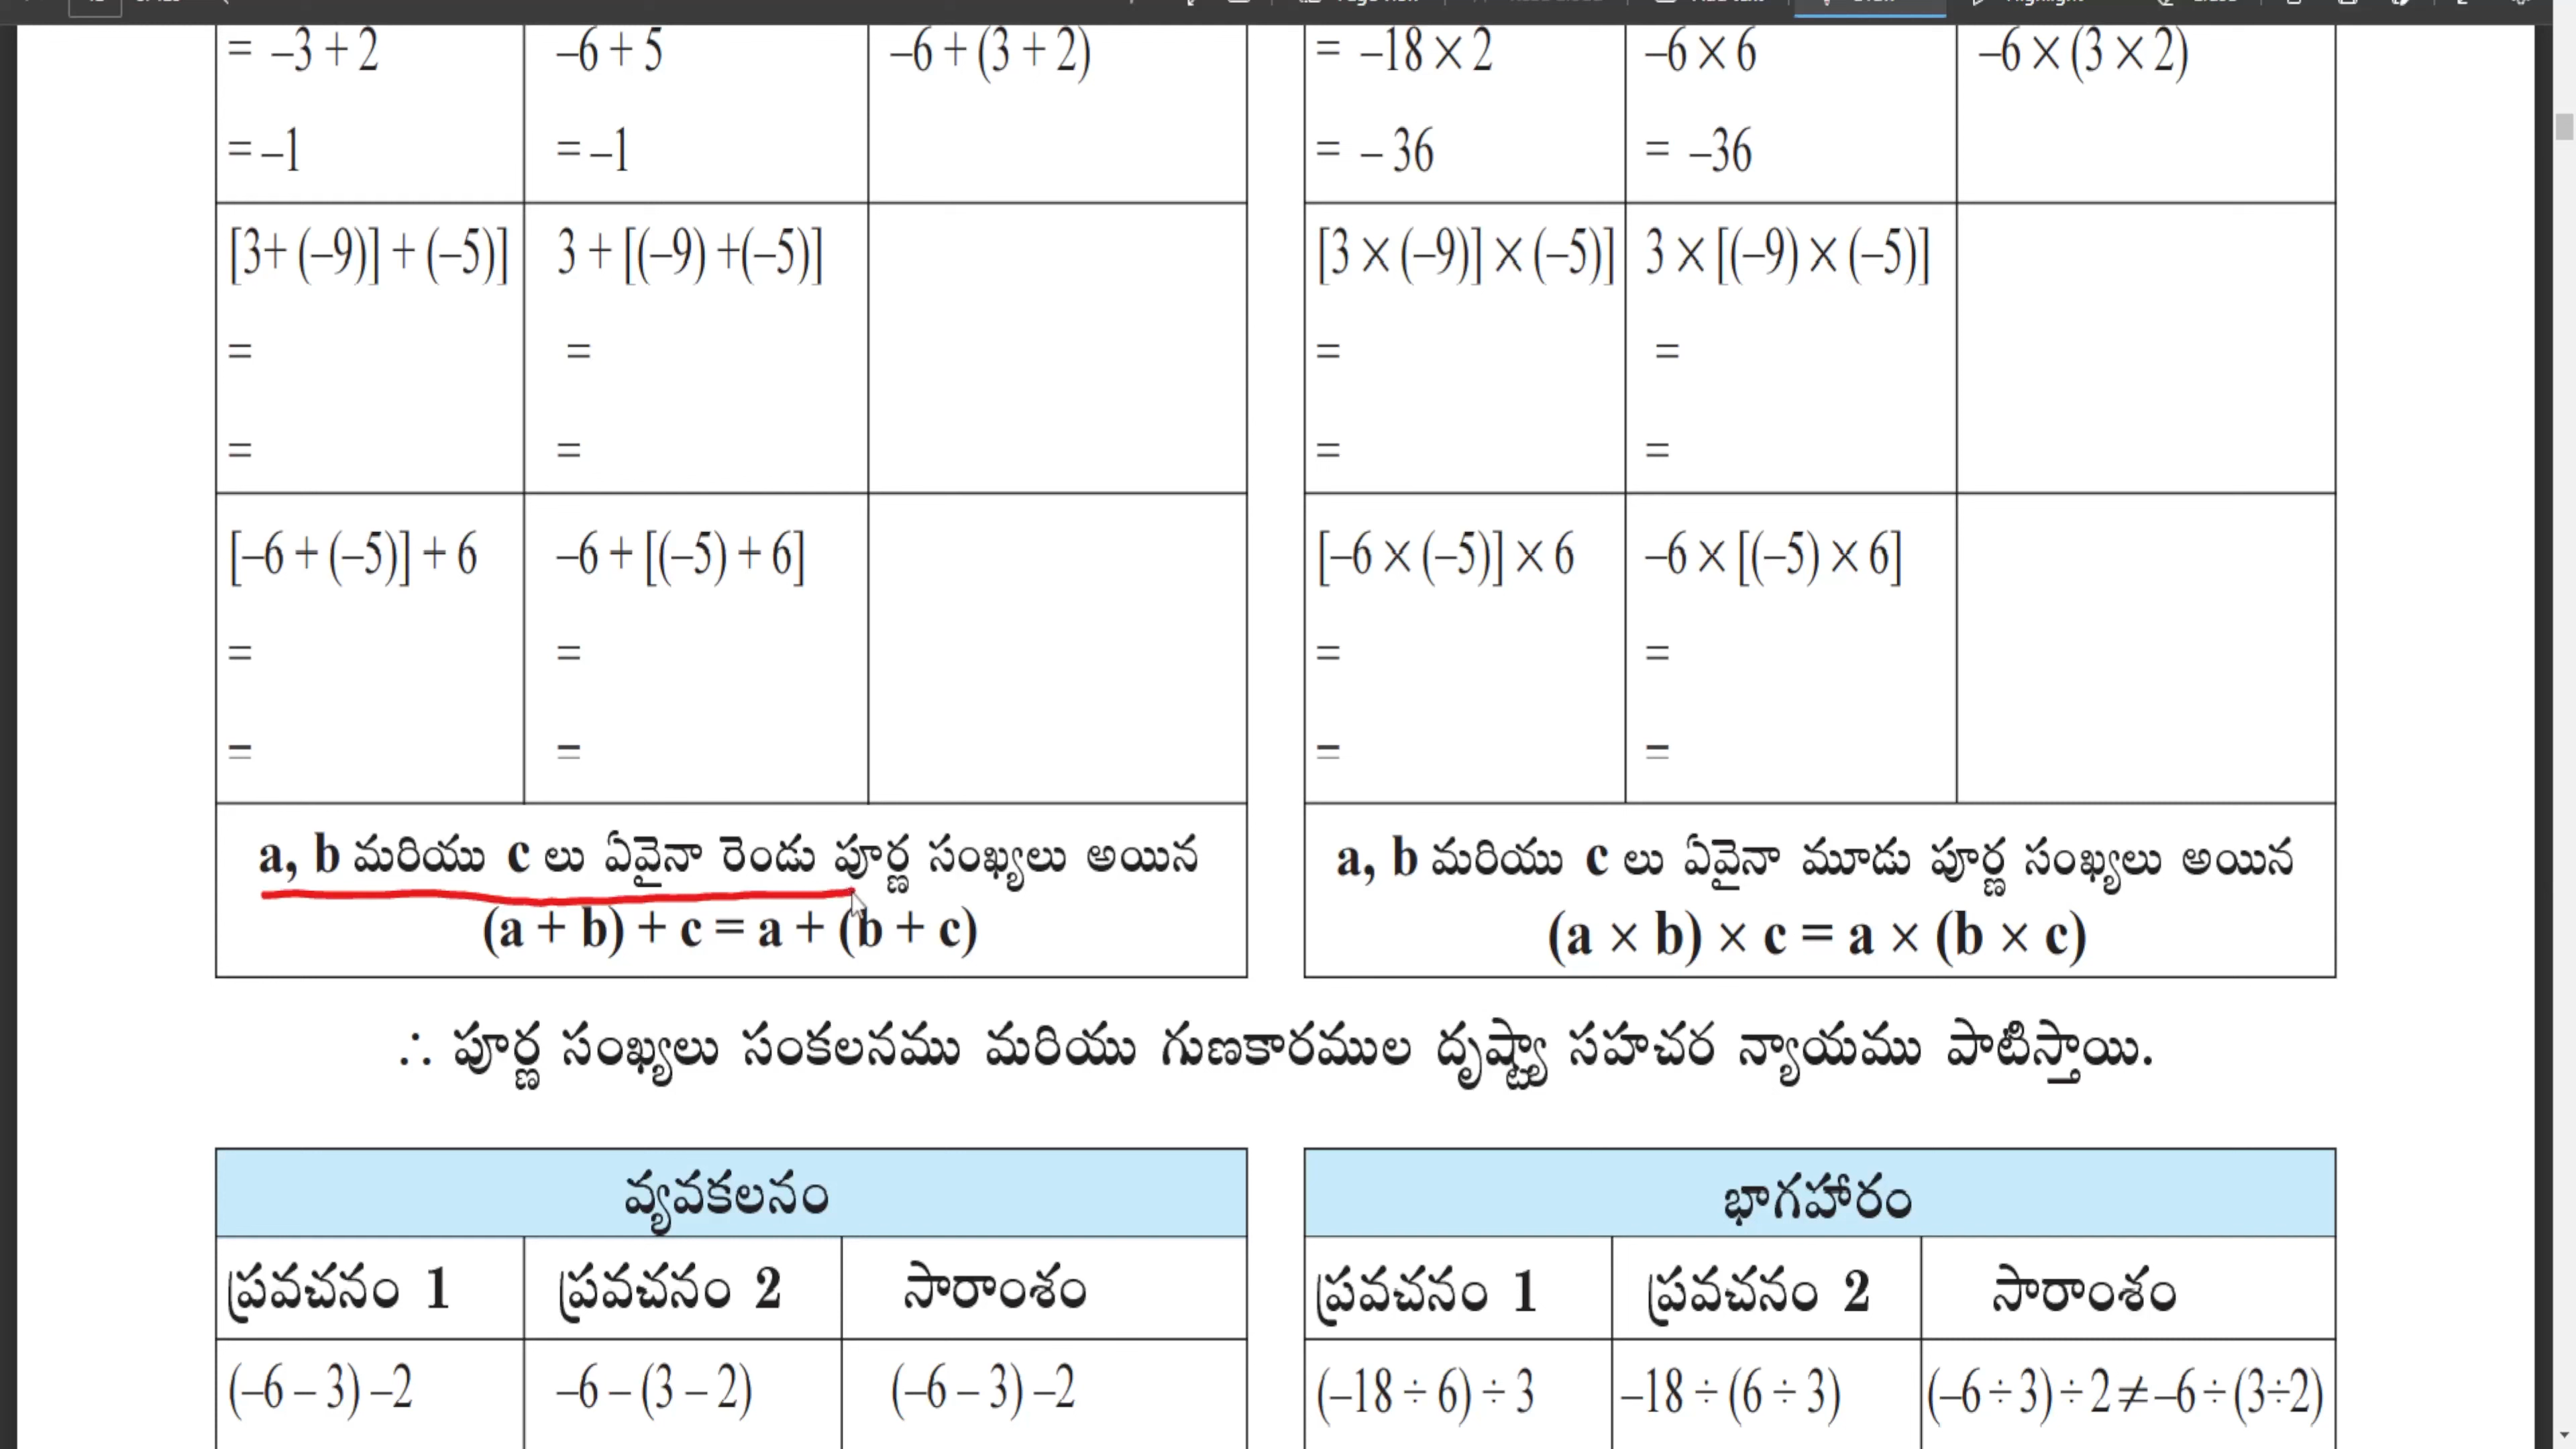 = –3 + 2
–6 + 5
–6 + (3 + 2)
= –1
= –1
[3+ (–9)] + (–5)]
3 + [(–9) +(–5)]
=
=
=
=
[–6 + (–5)] + 6
–6 + [(–5) + 6]
=
=
=
=
a, b మరియు c లు ఏవైనా రెండు పూర్ణ సంఖ్యలు అయిన
(a + b) + c = a + (b + c)
= –18 × 2
–6 × 6
–6 × (3 × 2)
= – 36
= –36
[3 × (–9)] × (–5)]
3 × [(–9) × (–5)]
=
=
=
=
[–6 × (–5)] × 6
–6 × [(–5) × 6]
=
=
=
=
a, b మరియు c లు ఏవైనా మూడు పూర్ణ సంఖ్యలు అయిన
(a × b) × c = a × (b × c)
∴ పూర్ణ సంఖ్యలు సంకలనము మరియు గుణకారముల దృష్ట్యా సహచర న్యాయము పాటిస్తాయి.
వ్యవకలనం
ప్రవచనం 1
ప్రవచనం 2
సారాంశం
(–6 – 3) –2
–6 – (3 – 2)
(–6 – 3) –2
భాగహారం
ప్రవచనం 1
ప్రవచనం 2
సారాంశం
(–18 ÷ 6) ÷ 3
–18 ÷ (6 ÷ 3)
(–6 ÷ 3) ÷ 2 ≠ –6 ÷ (3÷2)